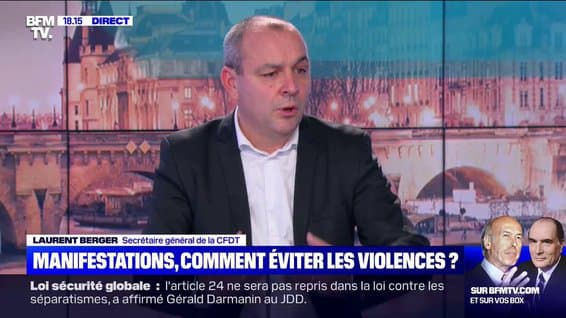 BFM
TV.
18.15 DIRECT
LAURENT BERGER Secrétaire général de la CFDT
MANIFESTATIONS, COMMENT ÉVITER LES VIOLENCES ?
Loi sécurité globale : l'article 24 ne sera pas repris dans la loi contre les
séparatismes, a affirmé Gérald Darmanin au JDD.
SUR BFMTV.COM
ET SUR VOS BOX